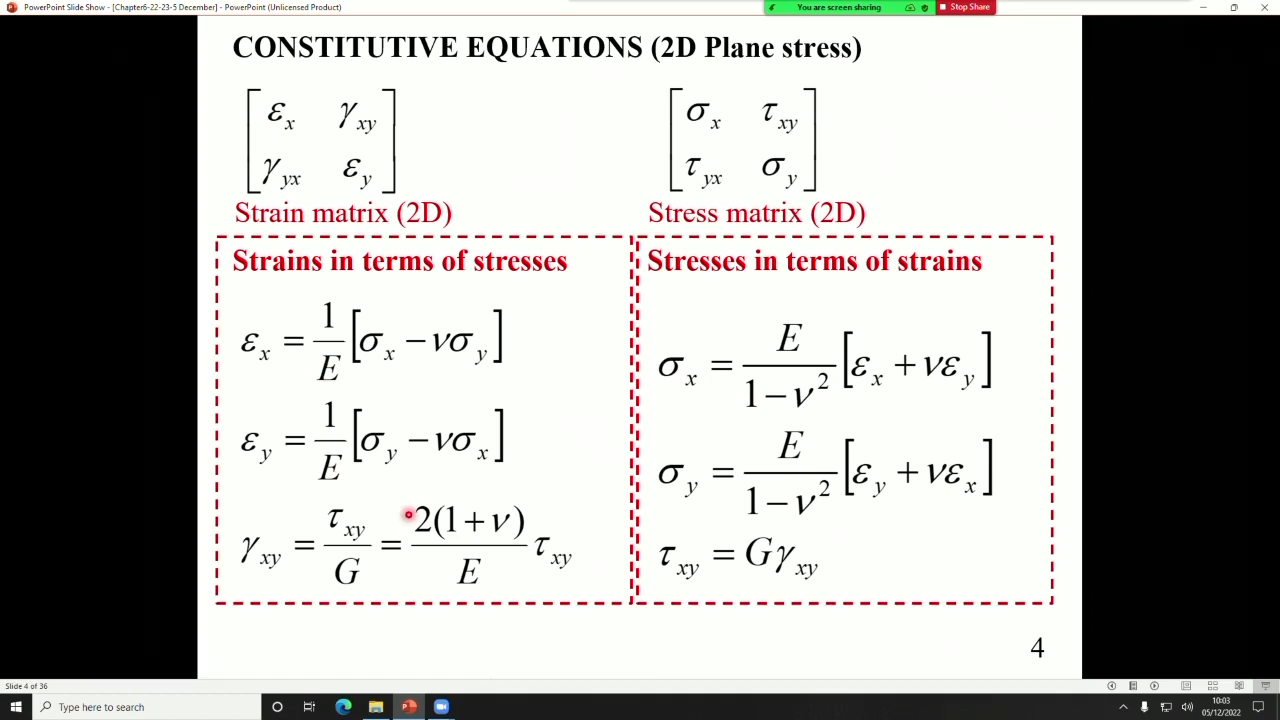 PowerPoint Slide Show - [Chapter6-22-23-5 December] - PowerPoint (Unlicensed Product)
You are screen sharing
Stop Share
CONSTITUTIVE EQUATIONS (2D Plane stress)
[ε_x γ_xy
γ_yx ε_y]
Strain matrix (2D)
[σ_x τ_xy
τ_yx σ_y]
Stress matrix (2D)
Strains in terms of stresses
ε_x = 1/E [σ_x − νσ_y]
ε_y = 1/E [σ_y − νσ_x]
γ_xy = τ_xy/G = 2(1+ν)/E τ_xy
Stresses in terms of strains
σ_x = E/(1−ν²) [ε_x + νε_y]
σ_y = E/(1−ν²) [ε_y + νε_x]
τ_xy = Gγ_xy
4
Slide 4 of 36
Type here to search
10:03
05/12/2022